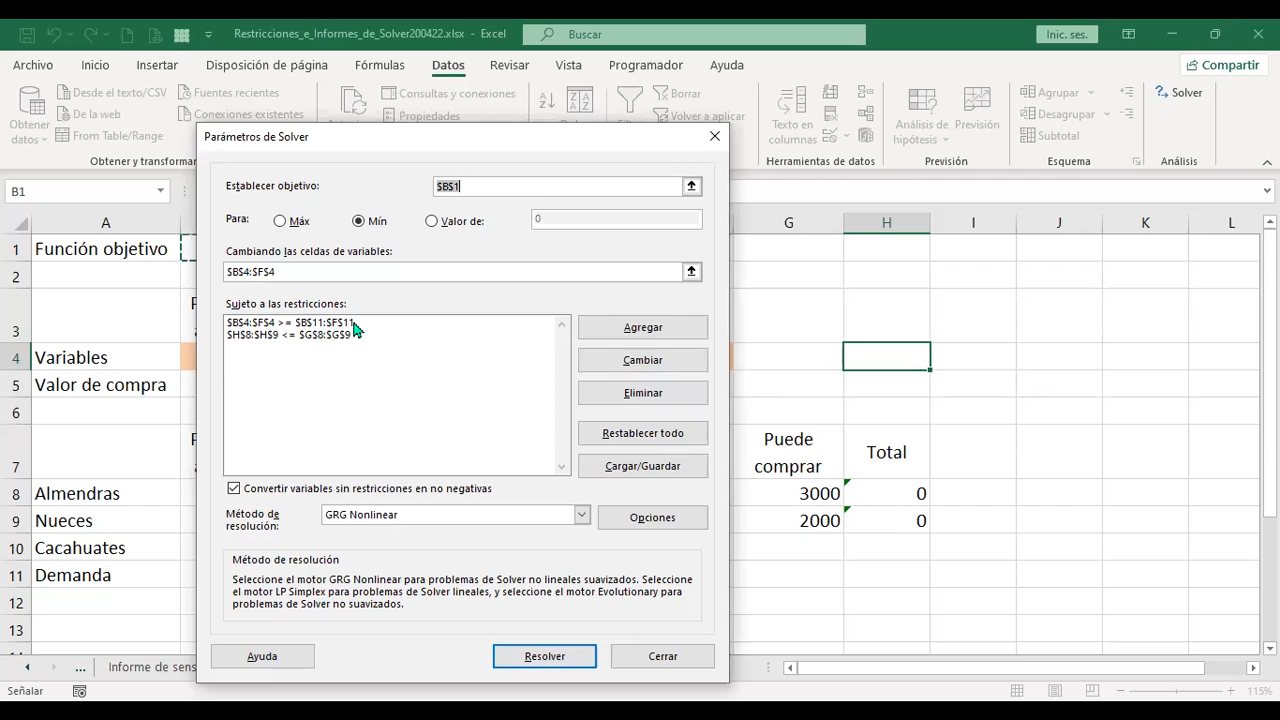 Restricciones_e_Informes_de_Solver200422.xlsx - Excel
Buscar
Inic. ses.
Archivo Inicio Insertar Disposición de página Fórmulas Datos Revisar Vista Programador Ayuda
Compartir
Obtener datos
Desde el texto/CSV
De la web
From Table/Range
Fuentes recientes
Conexiones existentes
Obtener y transforma
Consultas y conexiones
Propiedades
Borrar
Volver a aplicar
Texto en columnas
Herramientas de datos
Análisis de hipótesis
Previsión
Previsión
Agrupar
Desagrupar
Subtotal
Esquema
Solver
Análisis
B1
Parámetros de Solver
Establecer objetivo: $B$1
Para: Máx Mín Valor de: 0
Cambiando las celdas de variables:
$B$4:$F$4
Sujeto a las restricciones:
$B$4:$F$4 >= $B$11:$F$11
$H$8:$H$9 <= $G$8:$G$9
Agregar
Cambiar
Eliminar
Restablecer todo
Cargar/Guardar
Convertir variables sin restricciones en no negativas
Método de resolución:
GRG Nonlinear
Opciones
Método de resolución
Seleccione el motor GRG Nonlinear para problemas de Solver no lineales suavizados. Seleccione
el motor LP Simplex para problemas de Solver lineales, y seleccione el motor Evolutionary para
problemas de Solver no suavizados.
Ayuda
Resolver
Cerrar
A G H I J K L
1 Función objetivo
2
3
4 Variables
5 Valor de compra
6
7 Puede comprar Total
8 Almendras 3000 0
9 Nueces 2000 0
10 Cacahuates
11 Demanda
12
13
... Informe de sens
Señalar
115%